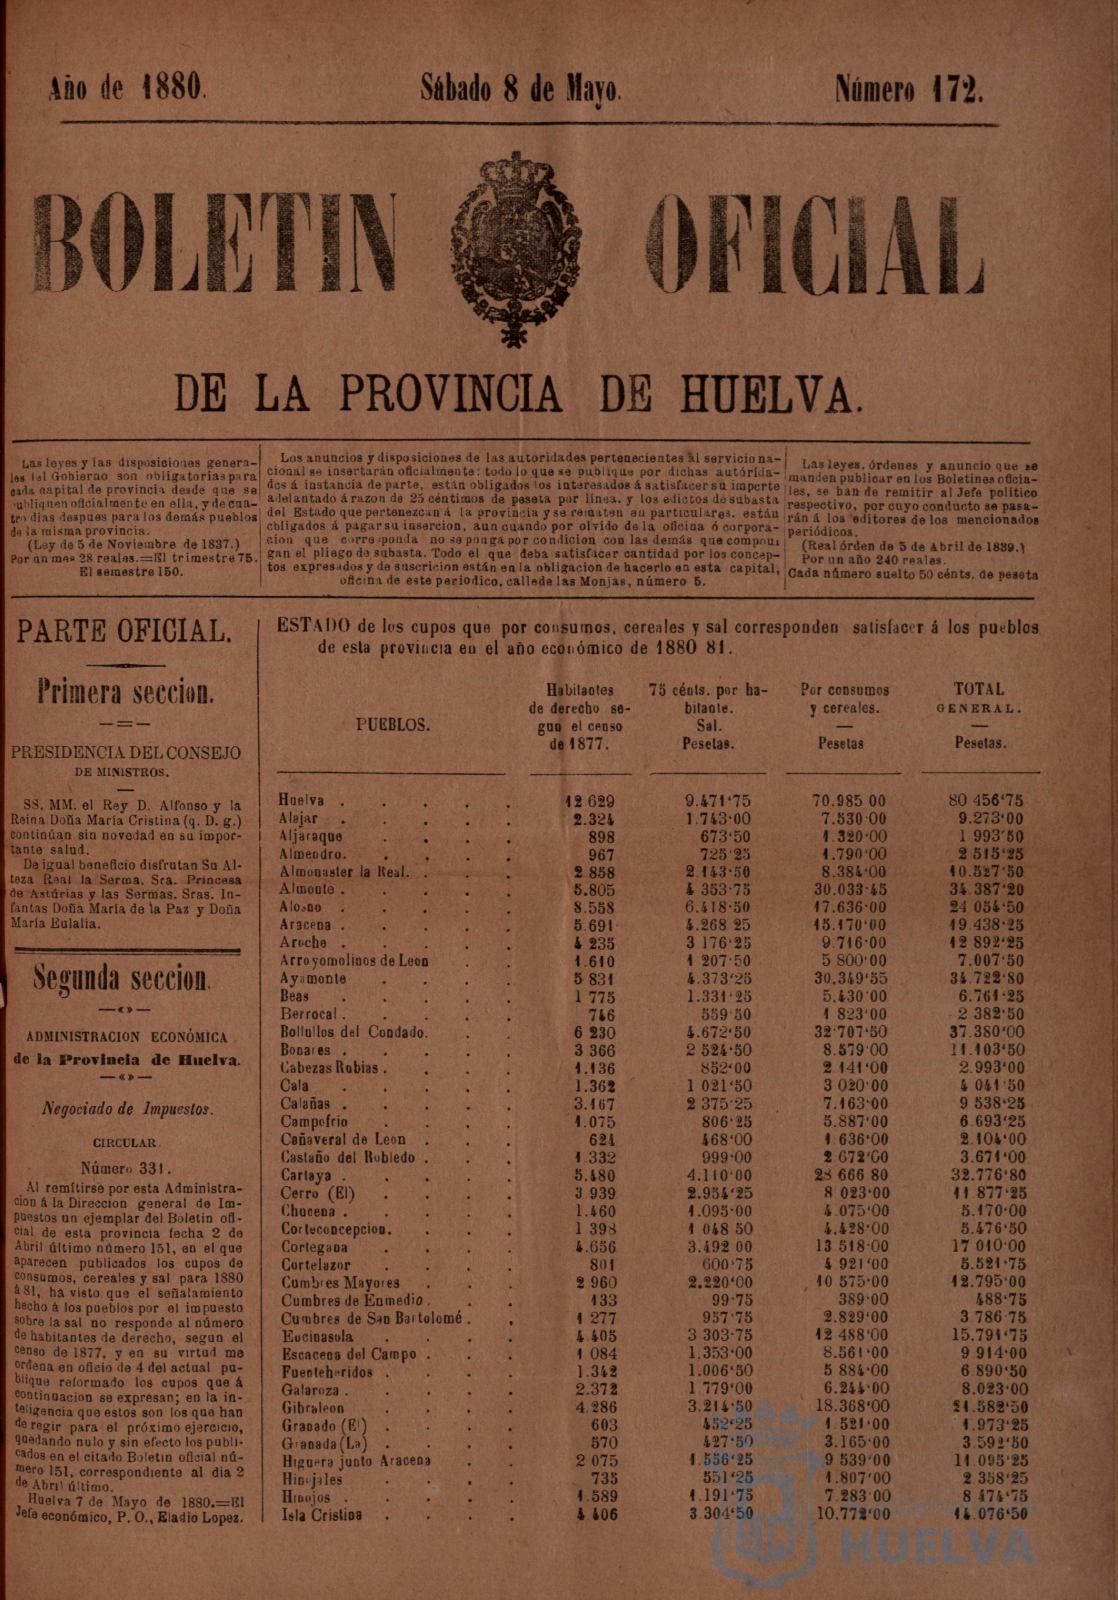 Año de 1880.
Sábado 8 de Mayo.
Número 172.
BOLETIN OFICIAL
DE LA PROVINCIA DE HUELVA.
Las leyes y las disposiciones genera-
les del Gobierno son obligatorias para
cada capital de provincia desde que se
publiquen oficialmente en ella, y de cua-
tro dias despues para los demás pueblos
de la misma provincia.
(Ley de 5 de Noviembre de 1837.)
Por un mes 28 reales.=El trimestre 75.
El semestre 150.
Los anuncios y disposiciones de las autoridades pertenecientes al servicio na-
cional se insertarán oficialmente: todo lo que se publique por dichas autorida-
des á instancia de parte, están obligados los interesados á satisfacer su importe
adelantado á razon de 25 céntimos de peseta por línea, y los edictos de subasta
del Estado que pertenezcan á la provincia y se rematen en particulares, están
obligados á pagar su insercion, aun cuando por olvido de la oficina ó corpora-
cion que corresponda no se ponga por condicion con las demás que compon-
gan el pliego de subasta. Todo el que deba satisfacer cantidad por los concep-
tos expresados y de suscricion están en la obligacion de hacerlo en esta capital,
oficina de este periodico, calle de las Monjas, número 5.
Las leyes, órdenes y anuncio que se
manden publicar en los Boletines oficia-
les, se han de remitir al Jefe politico
respectivo, por cuyo conducto se pasa-
rán á los editores de los mencionados
periódicos.
(Real órden de 3 de Abril de 1839.)
Por un año 240 reales.
Cada número suelto 50 cénts. de peseta
PARTE OFICIAL.
Primera seccion.
PRESIDENCIA DEL CONSEJO
DE MINISTROS.
SS. MM. el Rey D. Alfonso y la
Reina Doña María Cristina (q. D. g.)
continúan sin novedad en su impor-
tante salud.
De igual beneficio disfrutan Su Al-
teza Real la Serma. Sra. Princesa
de Astúrias y las Sermas. Sras. In-
fantas Doña María de la Paz y Doña
María Eulalia.
Segunda seccion.
ADMINISTRACION ECONÓMICA
de la Provincia de Huelva.
Negociado de Impuestos.
CIRCULAR.
Número 331.
Al remitirse por esta Administra-
cion á la Direccion general de Im-
puestos un ejemplar del Boletin ofi-
cial de esta provincia fecha 2 de
Abril último número 151, en el que
aparecen publicados los cupos de
consumos, cereales y sal para 1880
á 81, ha visto que el señalamiento
hecho á los pueblos por el impuesto
sobre la sal no responde al número
de habitantes de derecho, segun el
censo de 1877, y en su virtud me
ordena en oficio de 4 del actual pu-
blique reformado los cupos que á
continuacion se expresan; en la in-
teligencia que estos son los que han
de regir para el próximo ejercicio,
quedando nulo y sin efecto los publi-
cados en el citado Boletin oficial nú-
mero 151, correspondiente al dia 2
de Abril último.
Huelva 7 de Mayo de 1880.=El
Jefe económico, P. O., Eladio Lopez.
ESTADO de los cupos que por consumos, cereales y sal corresponden satisfacer á los pueblos
de esta provincia en el año económico de 1880 81.
PUEBLOS.
Habitantes
de derecho se-
gun el censo
de 1877.
75 cénts. por ha-
bitante.
Sal.
Pesetas.
Por consumos
y cereales.
Pesetas
TOTAL
GENERAL.
Pesetas.
Huelva . . . . . 12 629 9.471'75 70.985 00 80 456'75
Alajar . . . . . 2.324 1.743'00 7.530'00 9.273'00
Aljaraque . . . 898 673'50 1.320'00 1 993'50
Almendro. . . . . 967 725'25 1.790'00 2 515'25
Almonaster la Real. . . . 2 858 2 143'50 8.384'00 10.527'50
Almonte . . . . . 5.805 4 353'75 30.033'45 34.387'20
Alosno . . . . . 8.558 6.418'50 17.636'00 24 054'50
Aracena . . . . . 5.691 4.268 25 15.170'00 19.438'25
Aroche . . . . . 4 235 3 176'25 9.716'00 12 892'25
Arroyomolinos de Leon . . 1.610 1 207'50 5 800'00 7.007'50
Ayamonte . . . . 5 831 4.373'25 30,349'55 34.722'80
Beas . . . . . 1 775 1.331'25 5.430'00 6.761'25
Berrocal . . . . . 746 559'50 1 823'00 2 382'50
Bollullos del Condado. . . . 6 230 4.672'50 32'707'50 37.380'00
Bonares . . . . . 3 366 2 524'50 8.579'00 11.103'50
Cabezas Rubias . . . . 1.136 852'00 2 141'00 2.993'00
Cala . . . . . 1.362 1 021'50 3 020'00 4 041'50
Calañas . . . . . 3.167 2 375'25 7.163'00 9 538'25
Campofrio . . . . 1.075 806'25 5.887'00 6.693'25
Cañaveral de Leon . . . 624 468'00 1 636'00 2.104'00
Castaño del Robledo . . . 1.332 999'00 2 672'00 3.671'00
Cartaya . . . . . 5.480 4.110'00 28 666 80 32.776'80
Cerro (El) . . . . 3 939 2.954'25 8 023'00 11 877'25
Chucena . . . . . 1.460 1.095'00 4.075'00 5.170'00
Corteconcepcion. . . . 1 398 1 048 50 4.428'00 5.476'50
Cortegana . . . . 4.656 3.492 00 13.518'00 17 010'00
Cortelazor . . . . 801 600'75 4 921'00 5.521'75
Cumbres Mayores . . . 2 960 2.220'00 10 575'00 12.795'00
Cumbres de Enmedio . . . 133 99'75 389'00 488'75
Cumbres de San Bartolomé . . 1 277 957'75 2.829'00 3 786 75
Encinasola . . . . 4.405 3 303'75 12 488'00 15.791'75
Escacena del Campo . . . 1 084 1.353'00 8.561'00 9 914'00
Fuenteheridos . . . . 1.342 1.006'50 5 884'00 6 890'50
Galaroza . . . . . 2.372 1 779'00 6.244'00 8.023'00
Gibraleon . . . . 4.286 3.214'50 18.368'00 21.582'50
Granado (El) . . . . 603 452'25 1 521'00 1.973'25
Granada (La) . . . . 570 427'50 3.165'00 3.592'50
Higuera junto Aracena . . 2 075 1.556'25 9 539'00 11.095'25
Hinojales . . . . 735 551'25 1.807'00 2.358'25
Hinojos . . . . . 1.589 1.191'75 7.283'00 8 474'75
Isla Cristina . . . . 4 406 3.304'50 10.772'00 14.076'50
HUELVA